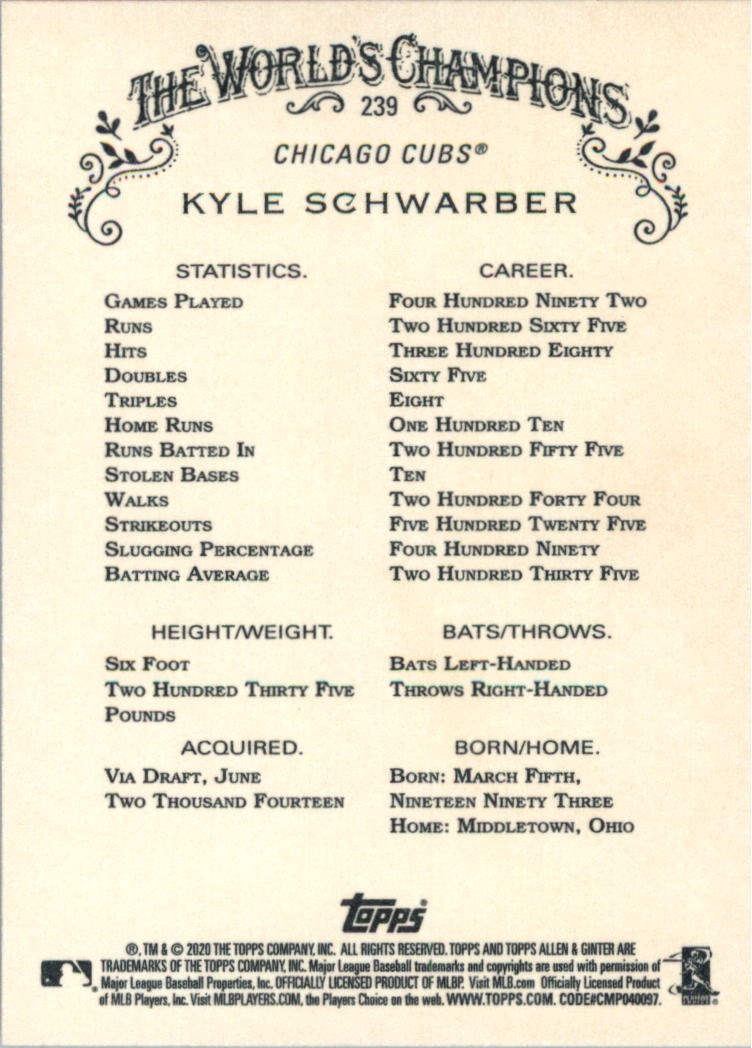 THE WORLD'S CHAMPIONS
239
CHICAGO CUBS®
KYLE SCHWARBER
STATISTICS. CAREER.
GAMES PLAYED FOUR HUNDRED NINETY TWO
RUNS TWO HUNDRED SIXTY FIVE
HITS THREE HUNDRED EIGHTY
DOUBLES SIXTY FIVE
TRIPLES EIGHT
HOME RUNS ONE HUNDRED TEN
RUNS BATTED IN TWO HUNDRED FIFTY FIVE
STOLEN BASES TEN
WALKS TWO HUNDRED FORTY FOUR
STRIKEOUTS FIVE HUNDRED TWENTY FIVE
SLUGGING PERCENTAGE FOUR HUNDRED NINETY
BATTING AVERAGE TWO HUNDRED THIRTY FIVE
HEIGHT/WEIGHT.
SIX FOOT
TWO HUNDRED THIRTY FIVE
POUNDS
BATS/THROWS.
BATS LEFT-HANDED
THROWS RIGHT-HANDED
ACQUIRED.
VIA DRAFT, JUNE
TWO THOUSAND FOURTEEN
BORN/HOME.
BORN: MARCH FIFTH,
NINETEEN NINETY THREE
HOME: MIDDLETOWN, OHIO
topps
®, TM & © 2020 THE TOPPS COMPANY, INC. ALL RIGHTS RESERVED. TOPPS AND TOPPS ALLEN & GINTER ARE
TRADEMARKS OF THE TOPPS COMPANY, INC. Major League Baseball trademarks and copyrights are used with permission of
Major League Baseball Properties, Inc. OFFICIALLY LICENSED PRODUCT OF MLBP. Visit MLB.com Officially Licensed Product
of MLB Players, Inc. Visit MLBPLAYERS.COM, the Players Choice on the web. WWW.TOPPS.COM. CODE#CMP040097.